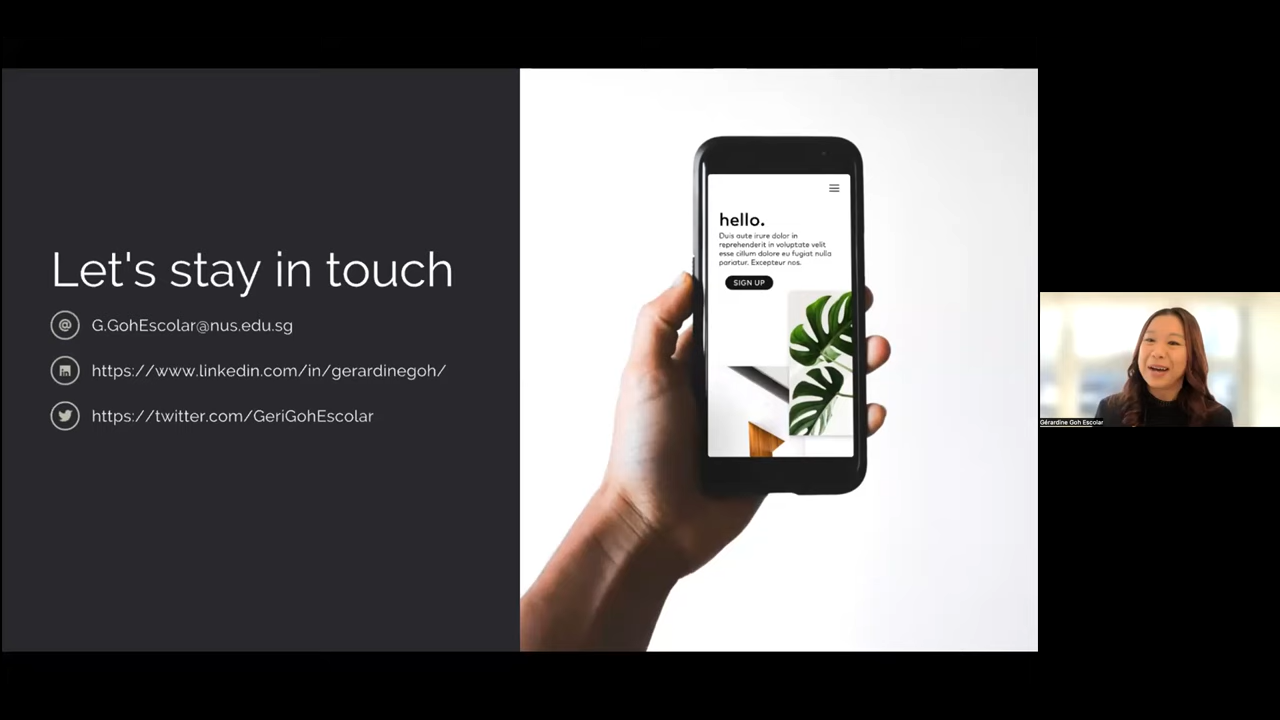 Let's stay in touch
G.GohEscolar@nus.edu.sg
https://www.linkedin.com/in/gerardinegoh/
https://twitter.com/GeriGohEscolar
hello.
Duis aute irure dolor in
reprehenderit in voluptate velit
esse cillum dolore eu fugiat nulla
pariatur. Excepteur nos.
SIGN UP
Gérardine Goh Escolar